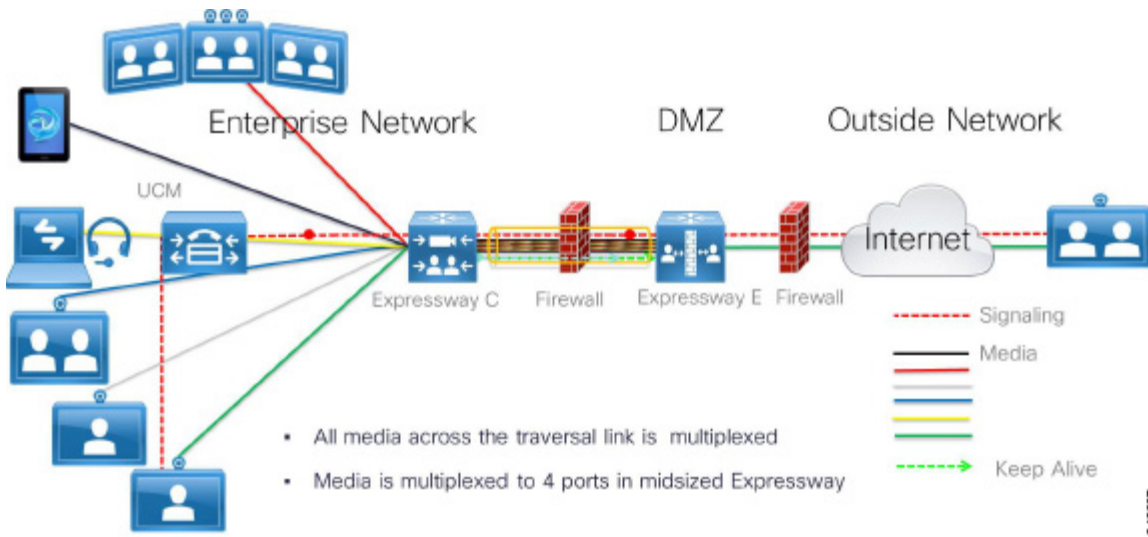 Enterprise Network
DMZ
Outside Network
UCM
Internet
Expressway C
Firewall
Expressway E
Firewall
Signaling
Media
Keep Alive
▪ All media across the traversal link is multiplexed
▪ Media is multiplexed to 4 ports in midsized Expressway